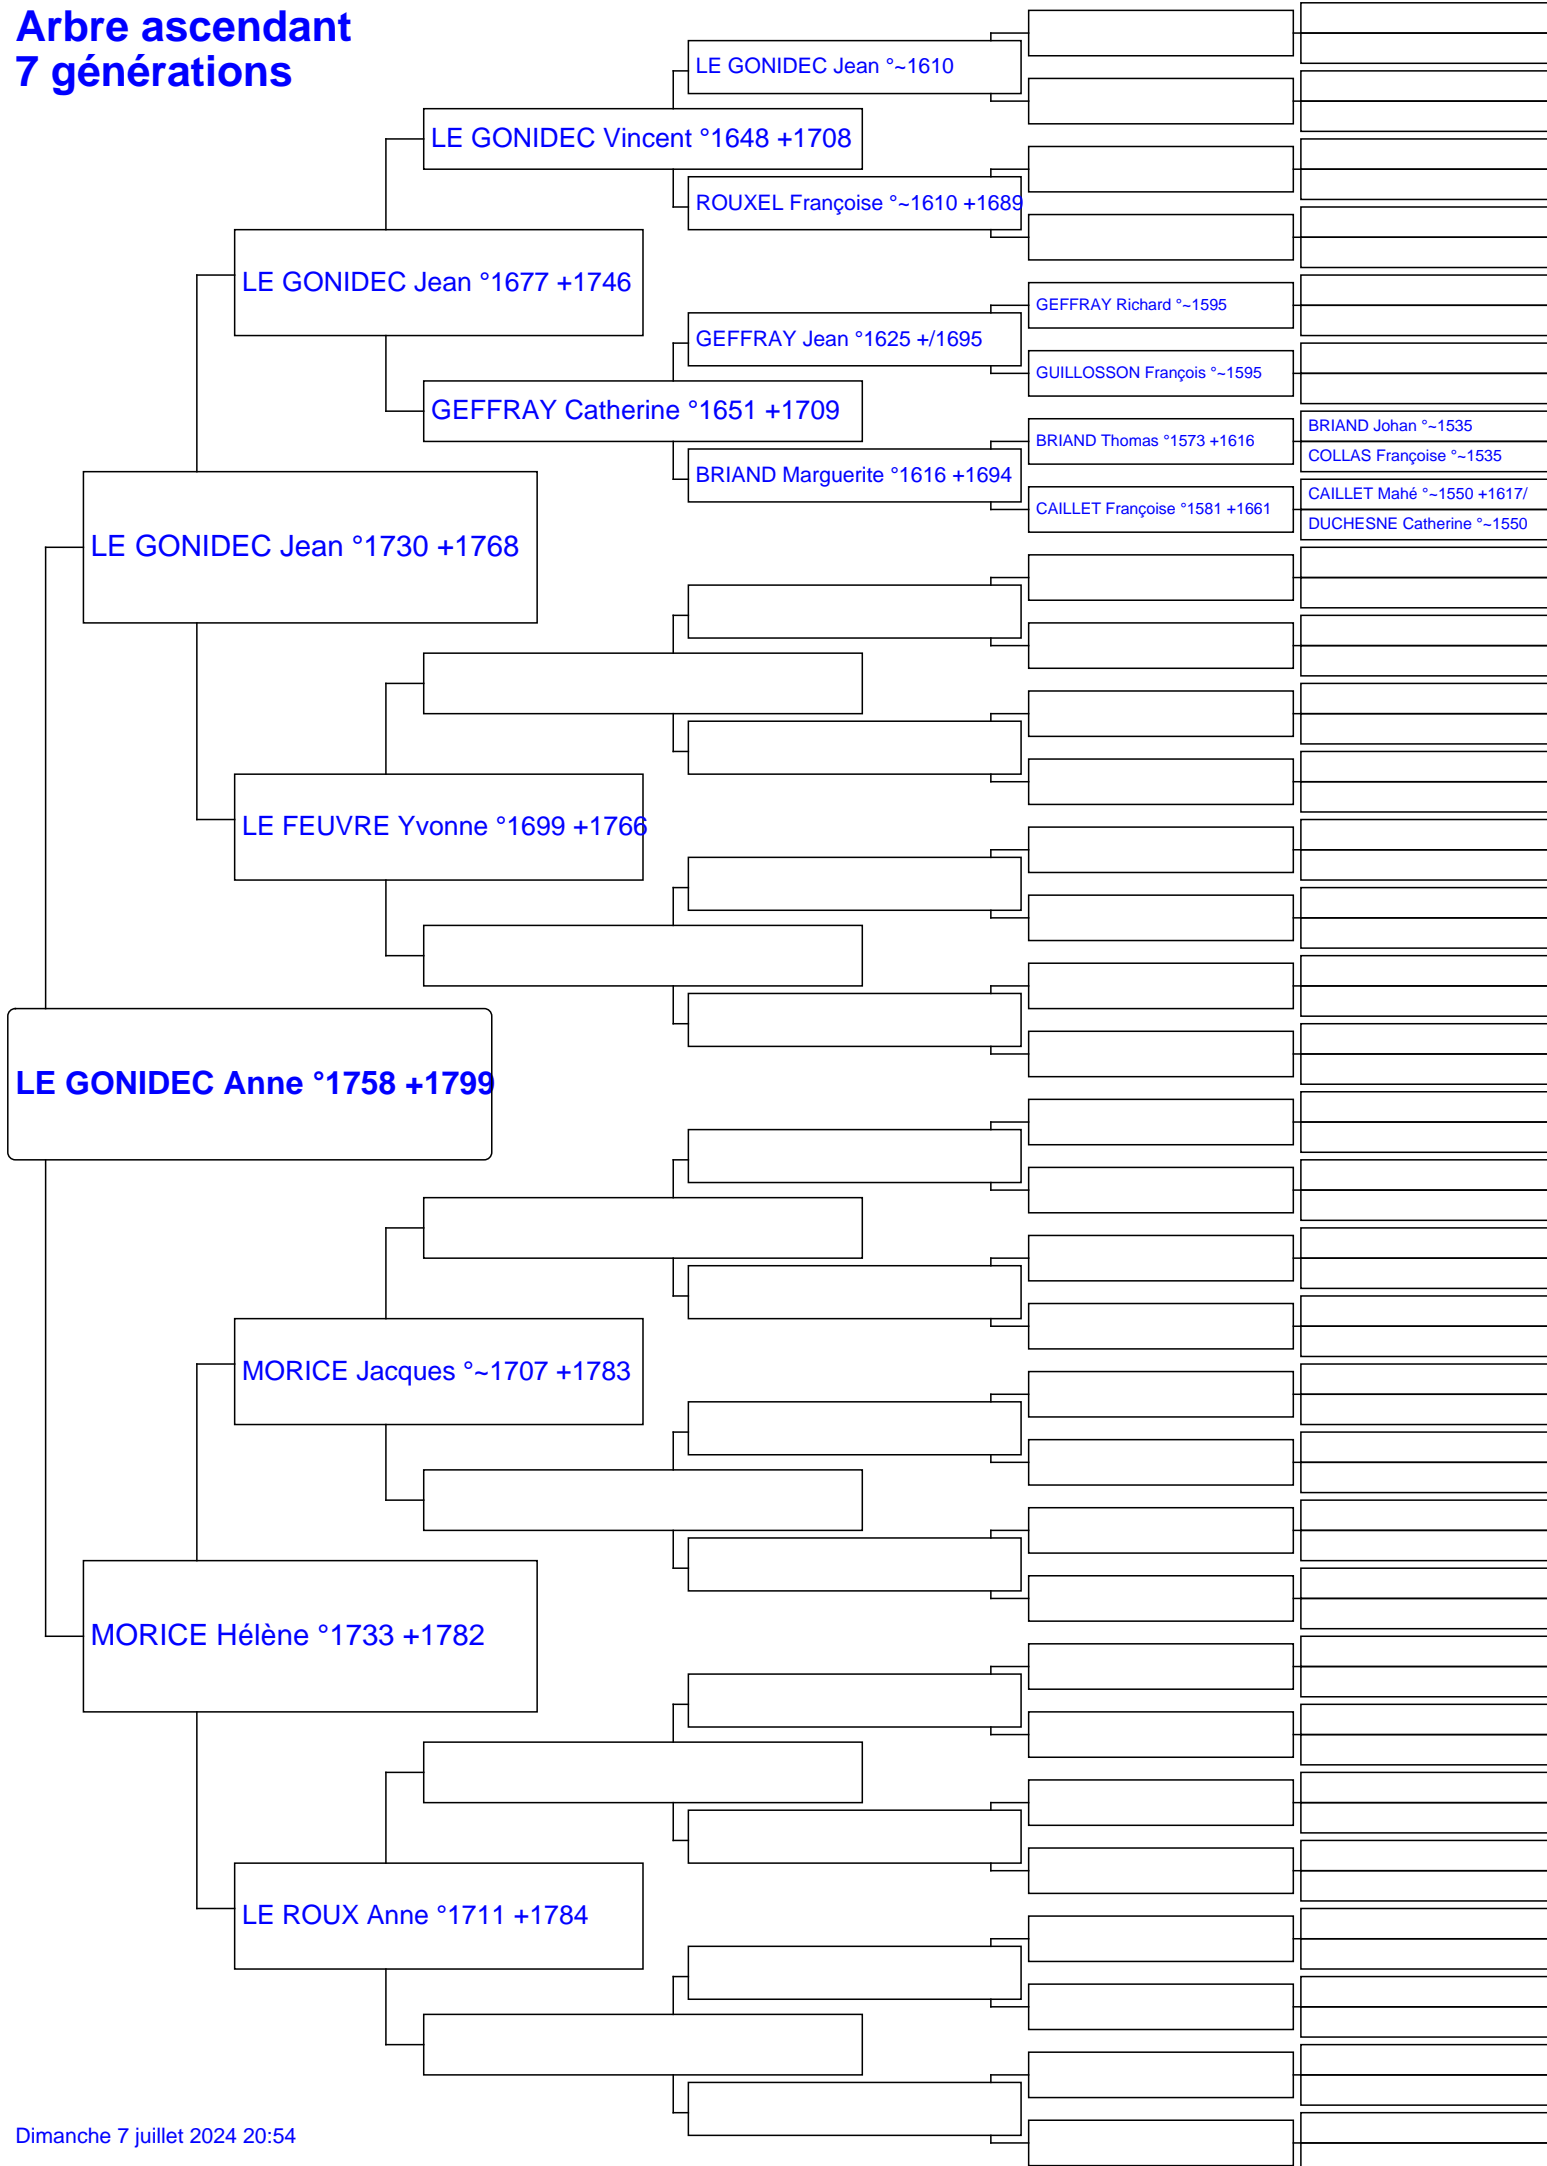 Arbre ascendant
7 générations
LE GONIDEC Jean °~1610
LE GONIDEC Vincent °1648 +1708
ROUXEL Françoise °~1610 +1689
LE GONIDEC Jean °1677 +1746
GEFFRAY Richard °~1595
GEFFRAY Jean °1625 +/1695
GUILLOSSON François °~1595
GEFFRAY Catherine °1651 +1709
BRIAND Johan °~1535
BRIAND Thomas °1573 +1616
COLLAS Françoise °~1535
BRIAND Marguerite °1616 +1694
CAILLET Mahé °~1550 +1617/
CAILLET Françoise °1581 +1661
DUCHESNE Catherine °~1550
LE GONIDEC Jean °1730 +1768
LE FEUVRE Yvonne °1699 +1766
LE GONIDEC Anne °1758 +1799
MORICE Jacques °~1707 +1783
MORICE Hélène °1733 +1782
LE ROUX Anne °1711 +1784
Dimanche 7 juillet 2024 20:54